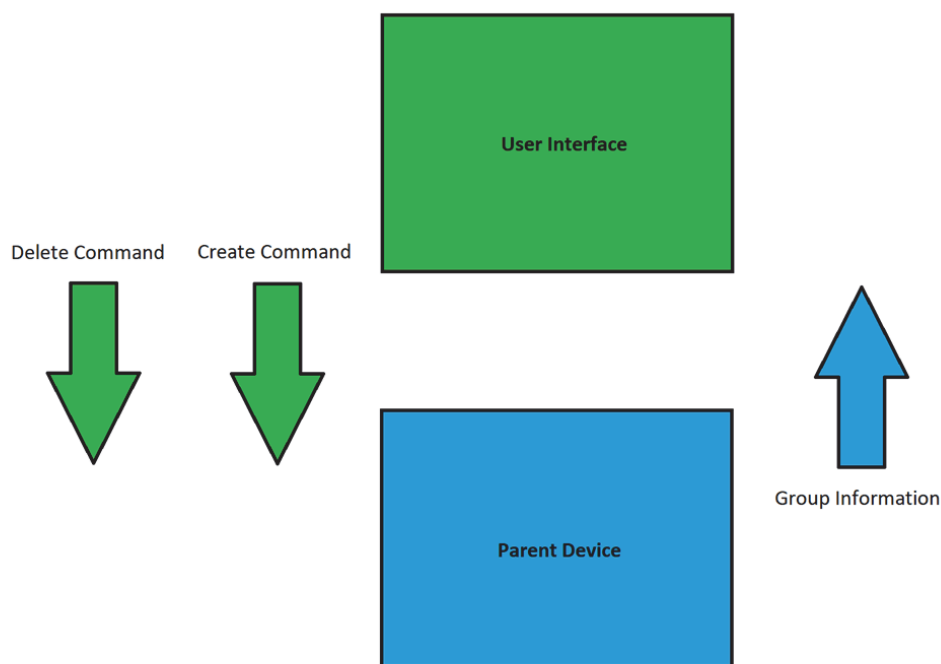 User Interface
Delete Command
Create Command
Group Information
Parent Device